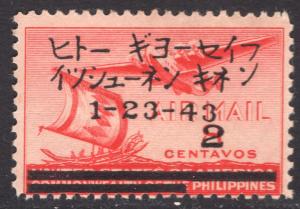 ヒトー ギヨーセイフ
イツシユーネン キネン
1-23-43
AIR MAIL
2
CENTAVOS
PHILIPPINES